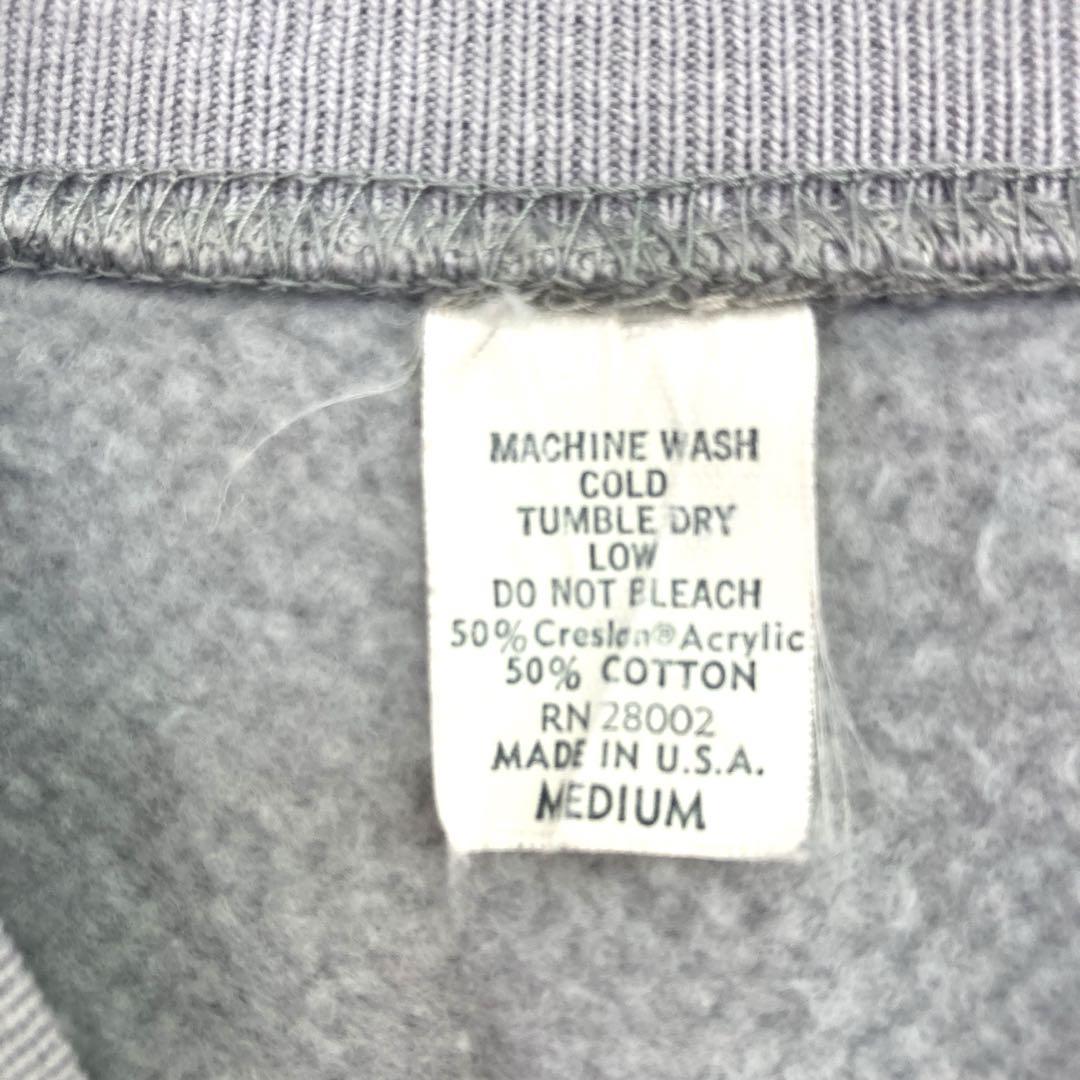 MACHINE WASH
COLD
TUMBLE DRY
LOW
DO NOT BLEACH
50% Creslan® Acrylic
50% COTTON
RN 28002
MADE IN U.S.A.
MEDIUM